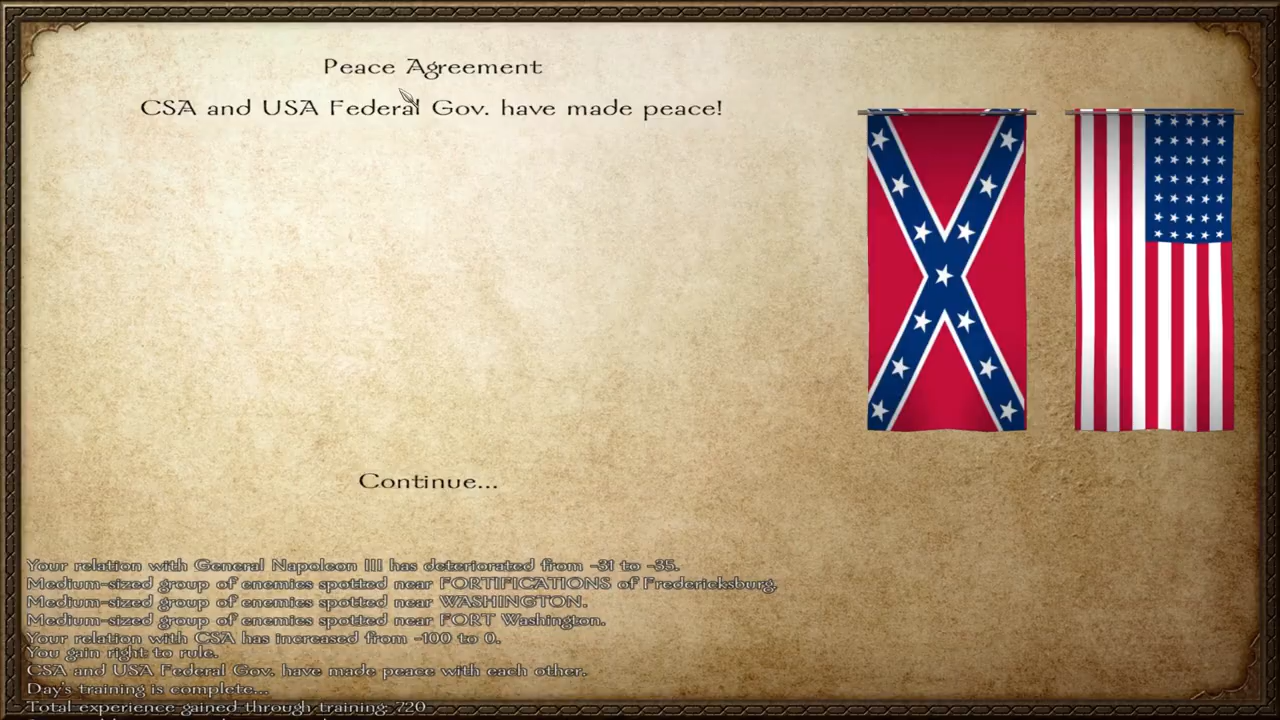 Peace Agreement
CSA and USA Federal Gov. have made peace!
Continue...
Your relation with General Napoleon III has deteriorated from -31 to -35.
Medium-sized group of enemies spotted near FORTIFICATIONS of Fredericksburg.
Medium-sized group of enemies spotted near WASHINGTON.
Medium-sized group of enemies spotted near FORT Washington.
Your relation with CSA has increased from -100 to 0.
You gain right to rule.
CSA and USA Federal Gov. have made peace with each other.
Day's training is complete...
Total experience gained through training: 720